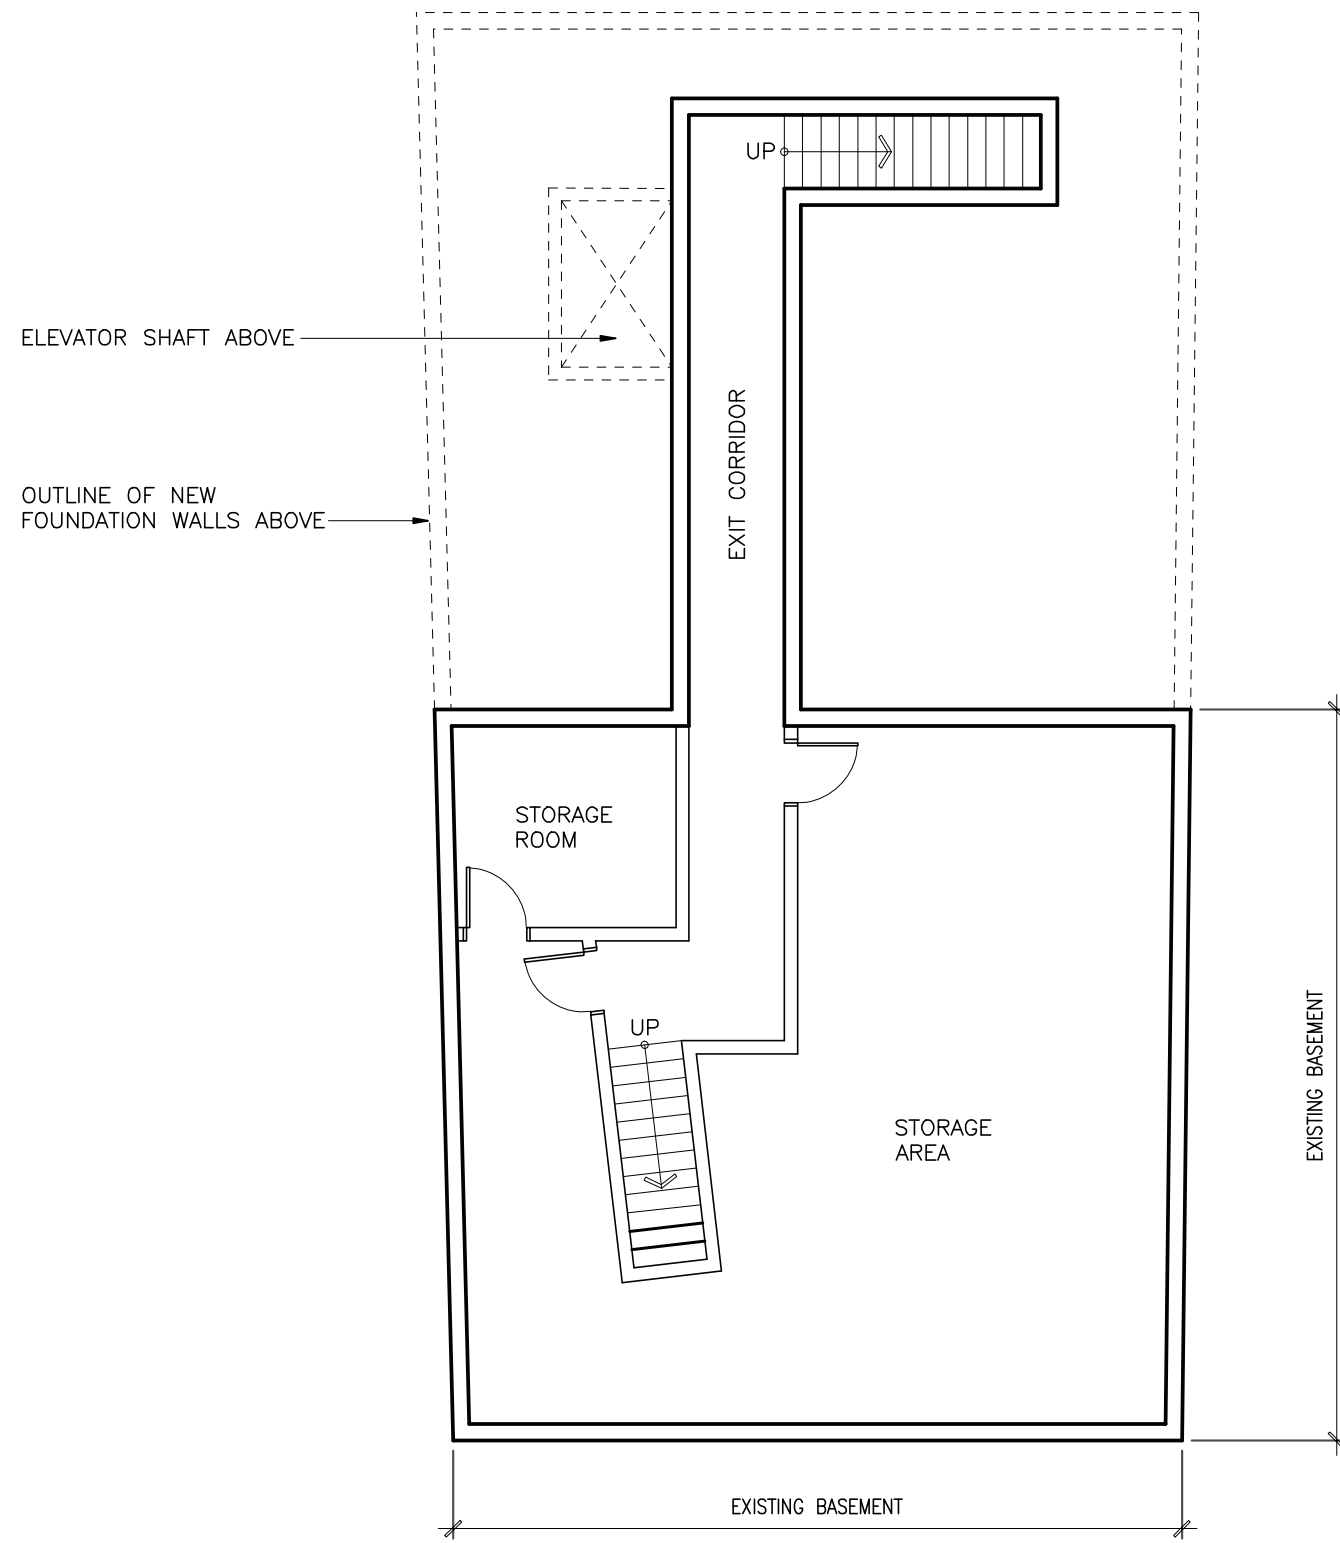 UP
ELEVATOR SHAFT ABOVE
EXIT CORRIDOR
OUTLINE OF NEW
FOUNDATION WALLS ABOVE
STORAGE
ROOM
UP
STORAGE
AREA
EXISTING BASEMENT
EXISTING BASEMENT